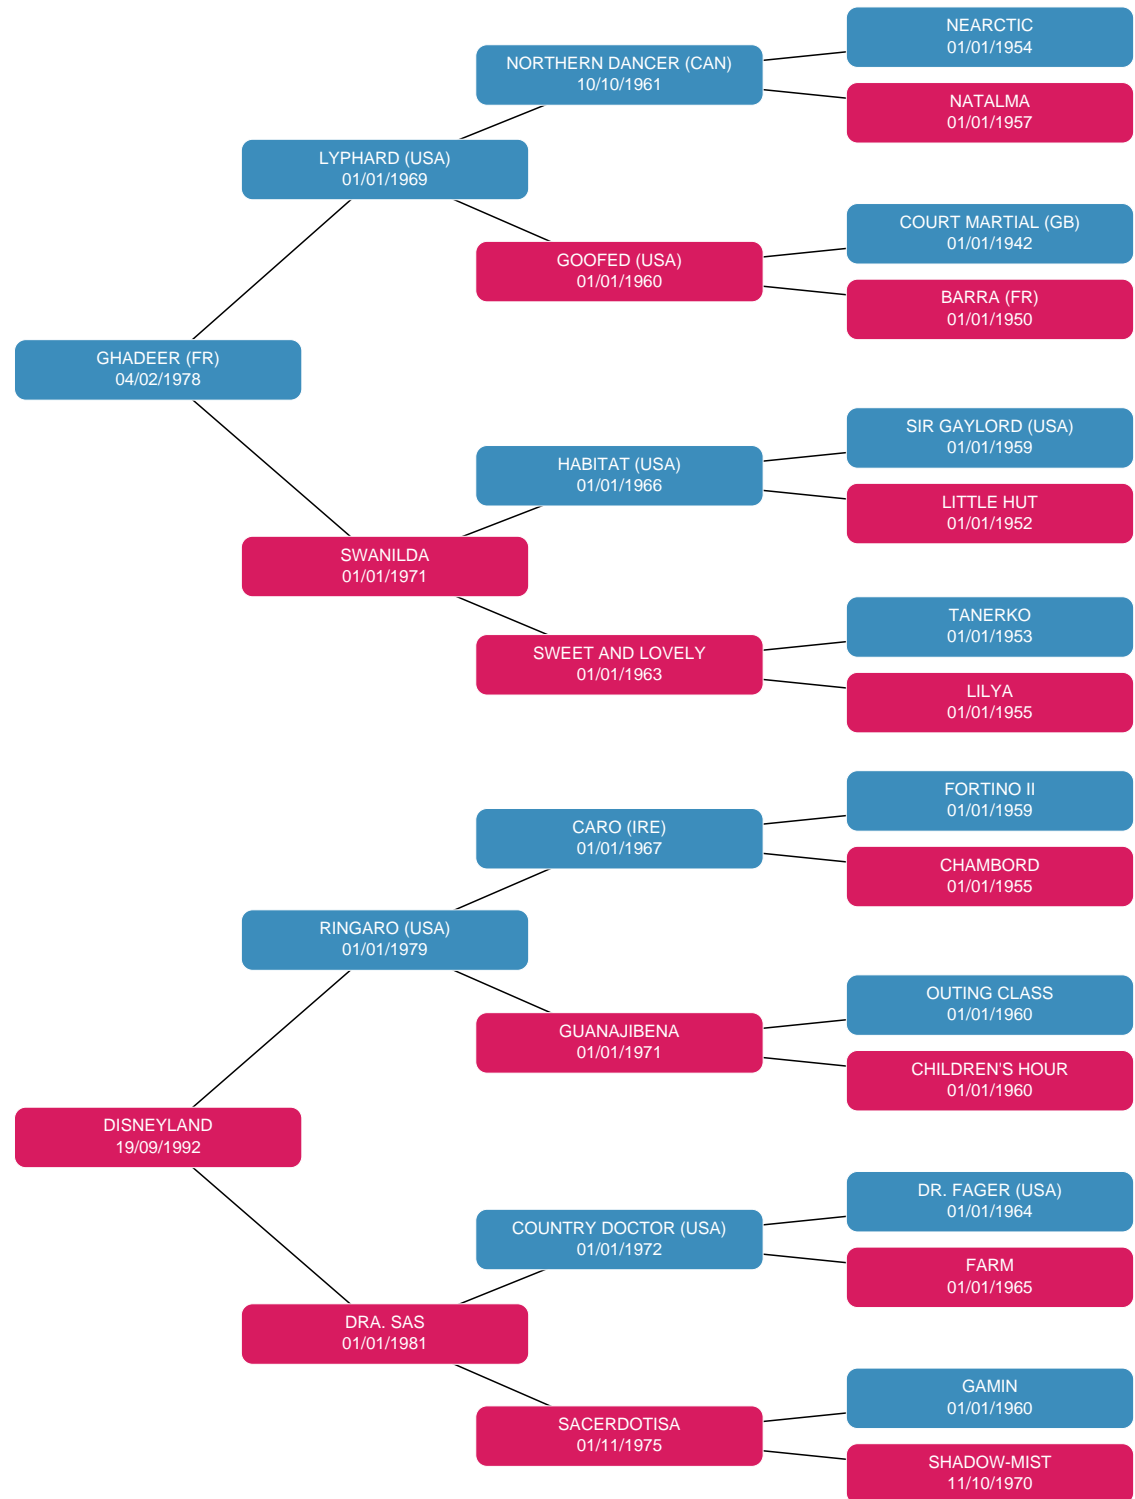 NEARCTIC
01/01/1954
NORTHERN DANCER (CAN)
10/10/1961
NATALMA
01/01/1957
LYPHARD (USA)
01/01/1969
COURT MARTIAL (GB)
01/01/1942
GOOFED (USA)
01/01/1960
BARRA (FR)
01/01/1950
GHADEER (FR)
04/02/1978
SIR GAYLORD (USA)
01/01/1959
HABITAT (USA)
01/01/1966
LITTLE HUT
01/01/1952
SWANILDA
01/01/1971
TANERKO
01/01/1953
SWEET AND LOVELY
01/01/1963
LILYA
01/01/1955
FORTINO II
01/01/1959
CARO (IRE)
01/01/1967
CHAMBORD
01/01/1955
RINGARO (USA)
01/01/1979
OUTING CLASS
01/01/1960
GUANAJIBENA
01/01/1971
CHILDREN'S HOUR
01/01/1960
DISNEYLAND
19/09/1992
DR. FAGER (USA)
01/01/1964
COUNTRY DOCTOR (USA)
01/01/1972
FARM
01/01/1965
DRA. SAS
01/01/1981
GAMIN
01/01/1960
SACERDOTISA
01/11/1975
SHADOW-MIST
11/10/1970